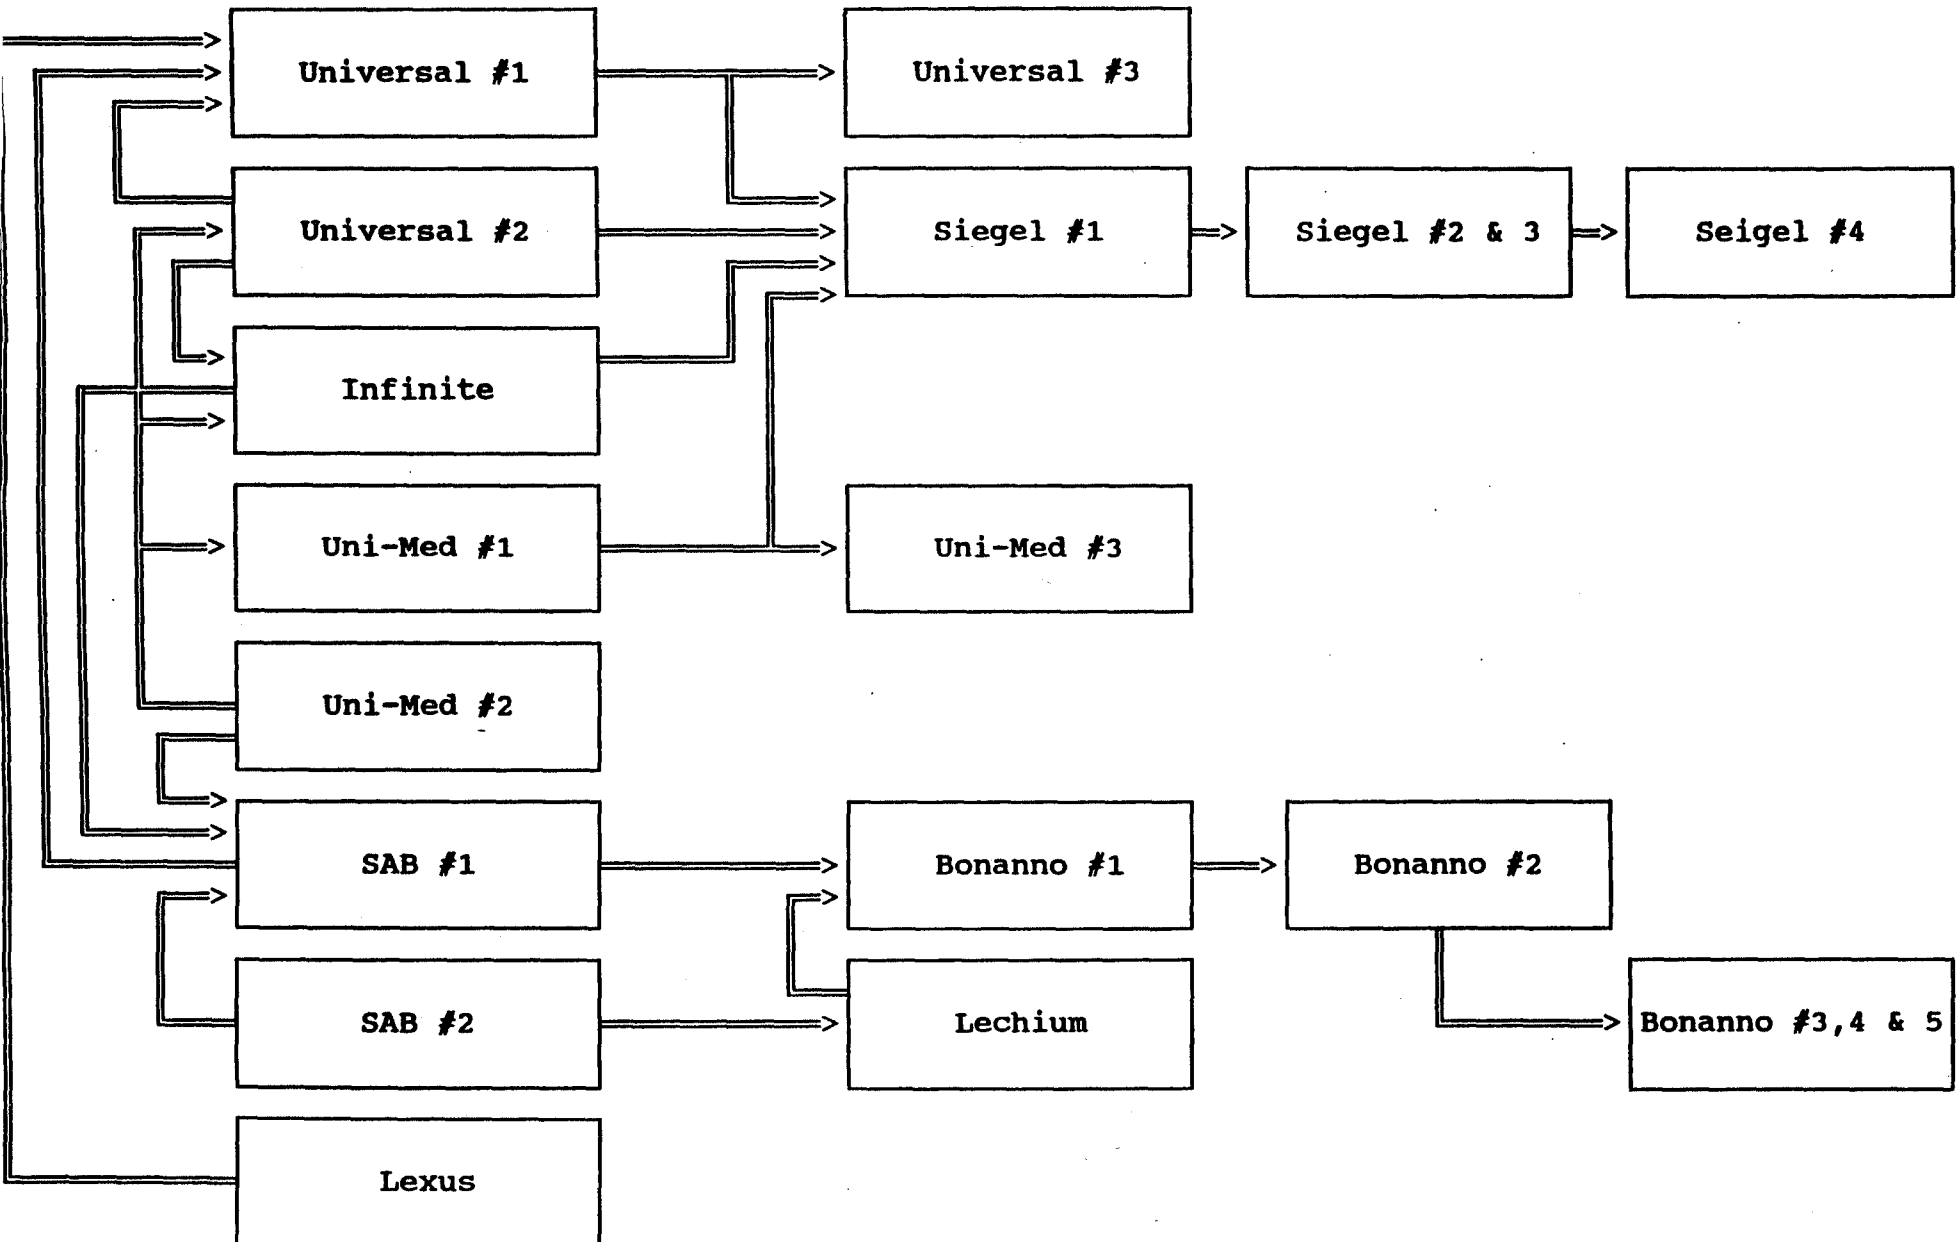 Universal #1
Universal #3
Universal #2
Siegel #1
Siegel #2 & 3
Seigel #4
Infinite
Uni-Med #1
Uni-Med #3
Uni-Med #2
SAB #1
Bonanno #1
Bonanno #2
SAB #2
Lechium
Bonanno #3,4 & 5
Lexus